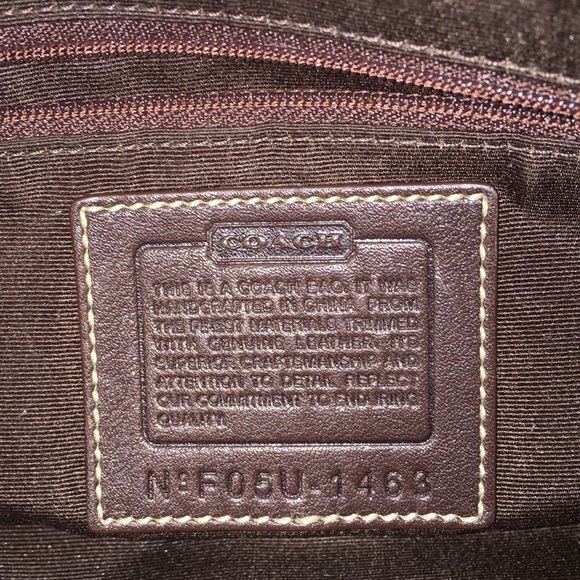 COACH
THIS IS A COACH BAG. IT WAS
HANDCRAFTED IN CHINA FROM
THE FINEST MATERIALS TRIMMED
WITH GENUINE LEATHER. ITS
SUPERIOR CRAFTSMANSHIP AND
ATTENTION TO DETAIL REFLECT
OUR COMMITMENT TO ENDURING
QUALITY.
Nº F05U-1463